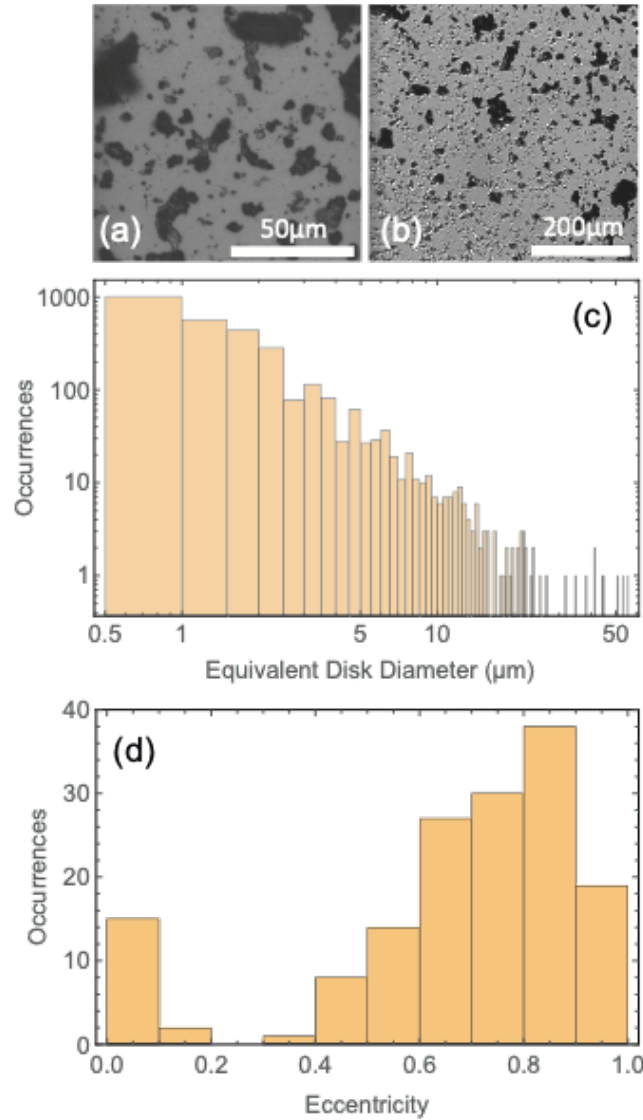 (a)
50µm
(b)
200µm
(c)
1000
100
10
1
Occurrences
0.5 1 5 10 50
Equivalent Disk Diameter (µm)
(d)
40
30
20
10
0
Occurrences
0.0 0.2 0.4 0.6 0.8 1.0
Eccentricity